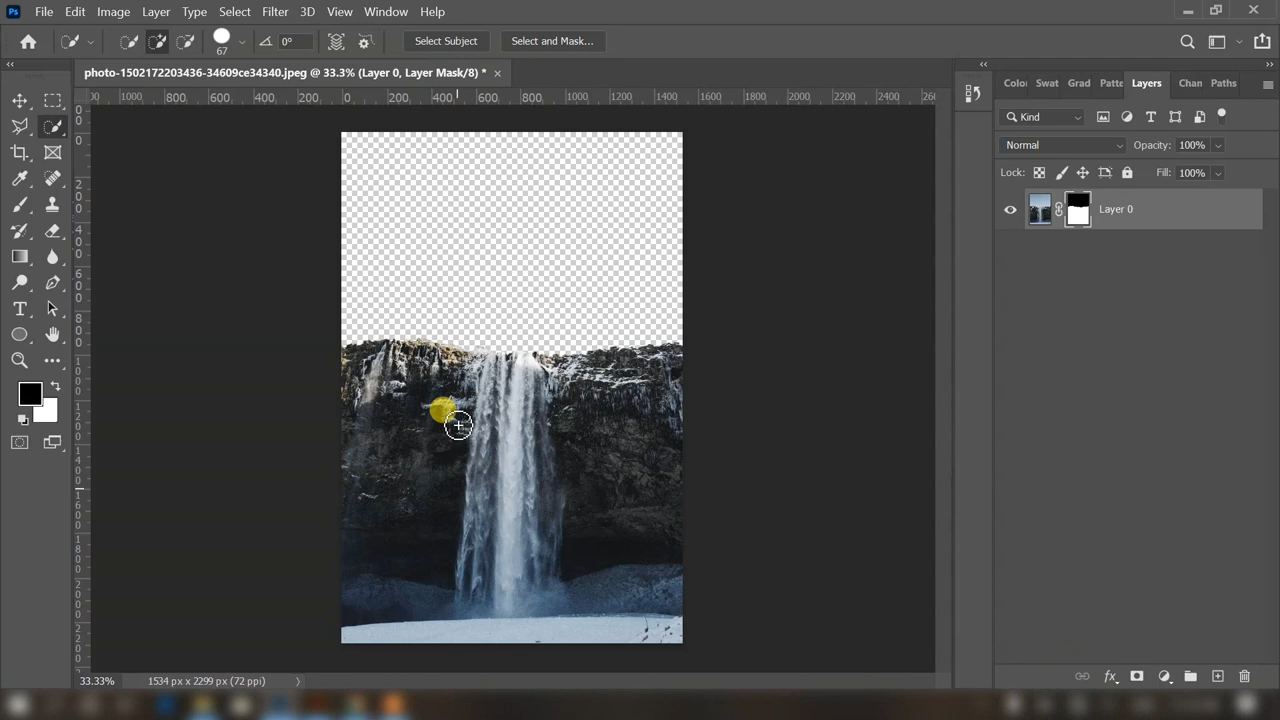 Ps File Edit Image Layer Type Select Filter 3D View Window Help
67 0° Select Subject Select and Mask...
photo-1502172203436-34609ce34340.jpeg @ 33.3% (Layer 0, Layer Mask/8) * ×
Color Swat Grad Patte Layers Chan Paths
1000 800 600 400 200 0 200 400 600 800 1000 1200 1400 1600 1800 2000 2200 2400
Kind
Normal Opacity: 100%
Lock: Fill: 100%
Layer 0
33.33% 1534 px x 2299 px (72 ppi)